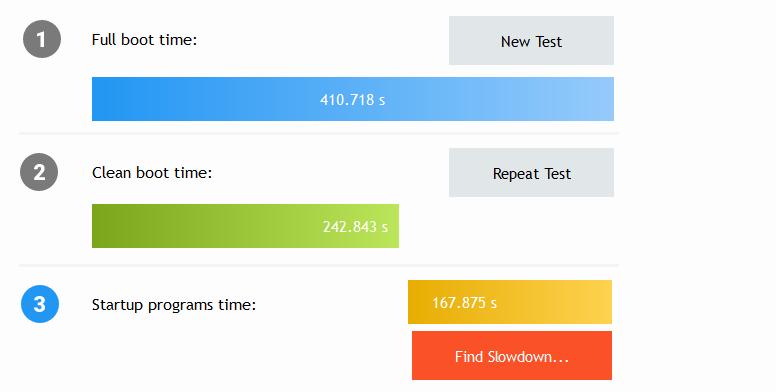 1 Full boot time: New Test
410.718 s
2 Clean boot time: Repeat Test
242.843 s
3 Startup programs time: 167.875 s
Find Slowdown...